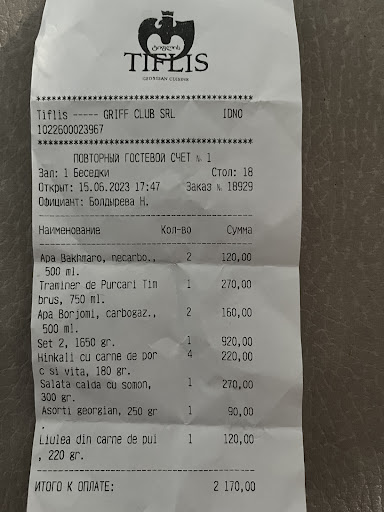 ტიფლის
TIFLIS
GEORGIAN CUISINE
****************************************
Tiflis ----- GRIFF CLUB SRL IDNO
1022600023967
****************************************
ПОВТОРНЫЙ ГОСТЕВОЙ СЧЕТ № 1
Зал: 1 Беседки Стол: 18
Открыт: 15.06.2023 17:47 Заказ № 18929
Официант: Болдырева Н.
----------------------------------------
Наименование Кол-во Сумма
----------------------------------------
Apa Bakhmaro, necarbo., 2 120,00
500 ml.
Traminer de Purcari Tim 1 270,00
brus, 750 ml.
Apa Borjomi, carbogaz., 2 160,00
500 ml.
Set 2, 1650 gr. 1 920,00
Hinkali cu carne de por 4 220,00
c si vita, 180 gr.
Salata calda cu somon, 1 270,00
300 gr.
Asorti georgian, 250 gr 1 90,00
.
Liulea din carne de pui 1 120,00
, 220 gr.
----------------------------------------
ИТОГО К ОПЛАТЕ: 2 170,00
----------------------------------------